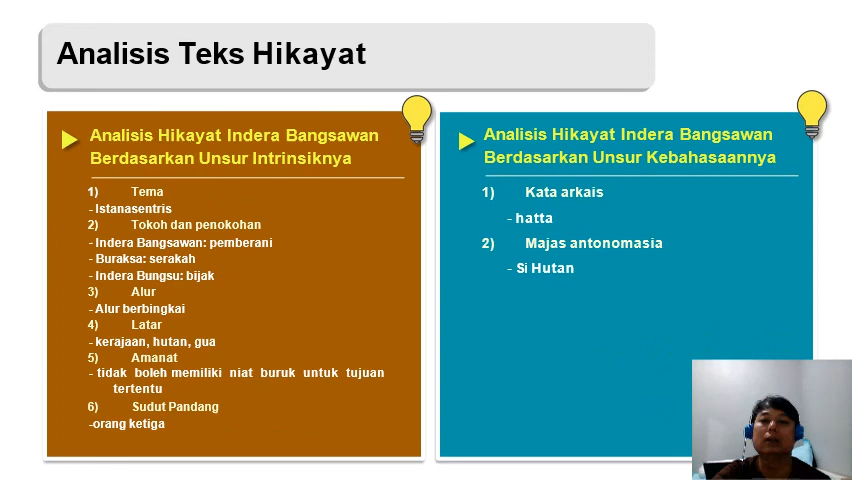 Analisis Teks Hikayat
Analisis Hikayat Indera Bangsawan
Berdasarkan Unsur Intrinsiknya
1) Tema
- Istanasentris
2) Tokoh dan penokohan
- Indera Bangsawan: pemberani
- Buraksa: serakah
- Indera Bungsu: bijak
3) Alur
- Alur berbingkai
4) Latar
- kerajaan, hutan, gua
5) Amanat
- tidak boleh memiliki niat buruk untuk tujuan
tertentu
6) Sudut Pandang
-orang ketiga
Analisis Hikayat Indera Bangsawan
Berdasarkan Unsur Kebahasaannya
1) Kata arkais
- hatta
2) Majas antonomasia
- Si Hutan